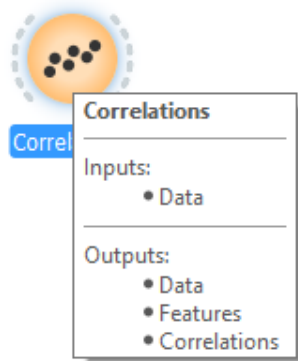 Correl
Correlations
Inputs:
• Data
Outputs:
• Data
• Features
• Correlations